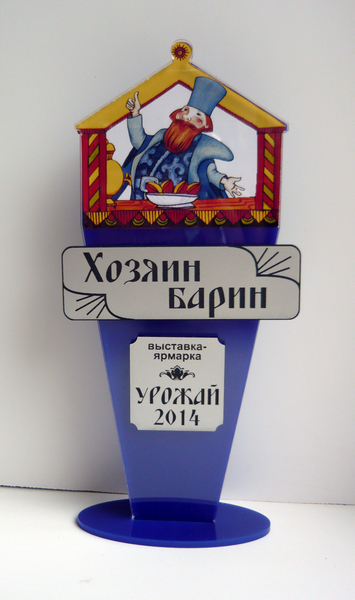 Хозяин
барин
выставка-
ярмарка
УРОЖАЙ
2014